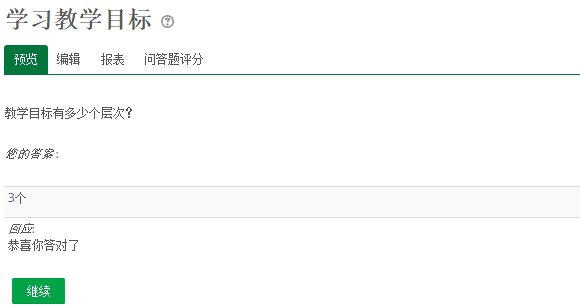 学习教学目标 ?
预览 编辑 报表 问答题评分
教学目标有多少个层次?
您的答案:
3个
回应:
恭喜你答对了
继续